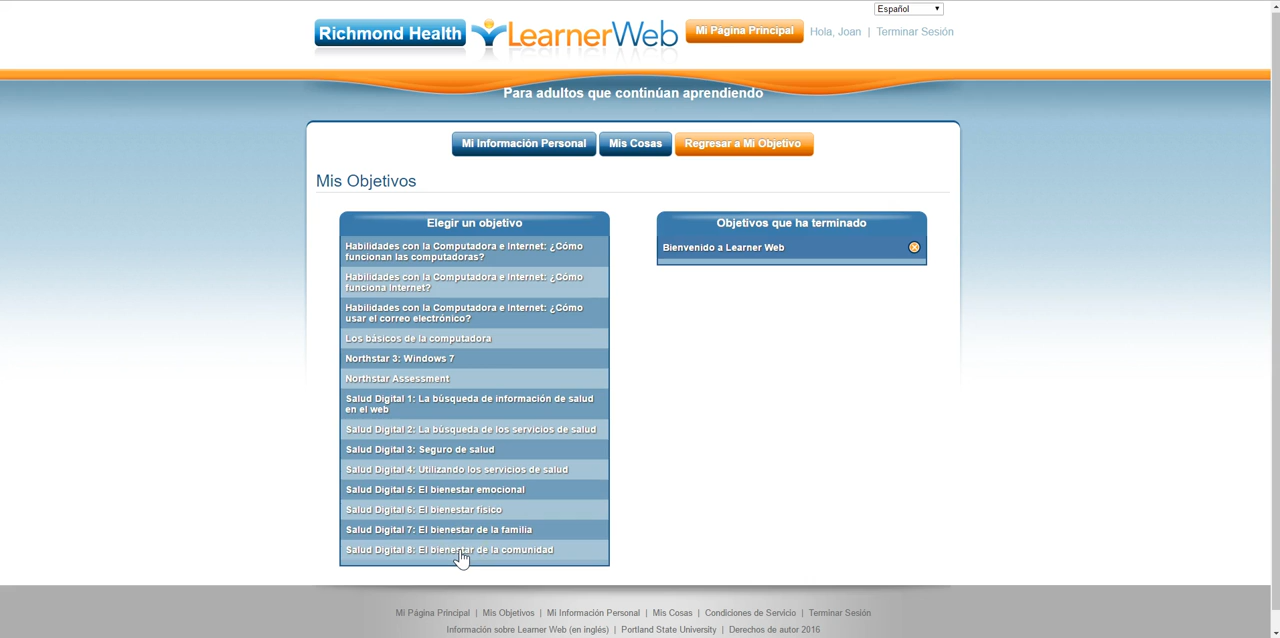 Español
Richmond Health LearnerWeb Mi Página Principal Hola, Joan | Terminar Sesión
Para adultos que continúan aprendiendo
Mi Información Personal Mis Cosas Regresar a Mi Objetivo
Mis Objetivos
Elegir un objetivo
Habilidades con la Computadora e Internet: ¿Cómo
funcionan las computadoras?
Habilidades con la Computadora e Internet: ¿Cómo
funciona Internet?
Habilidades con la Computadora e Internet: ¿Cómo
usar el correo electrónico?
Los básicos de la computadora
Northstar 3: Windows 7
Northstar Assessment
Salud Digital 1: La búsqueda de información de salud
en el web
Salud Digital 2: La búsqueda de los servicios de salud
Salud Digital 3: Seguro de salud
Salud Digital 4: Utilizando los servicios de salud
Salud Digital 5: El bienestar emocional
Salud Digital 6: El bienestar físico
Salud Digital 7: El bienestar de la familia
Salud Digital 8: El bienestar de la comunidad
Objetivos que ha terminado
Bienvenido a Learner Web
Mi Página Principal | Mis Objetivos | Mi Información Personal | Mis Cosas | Condiciones de Servicio | Terminar Sesión
Información sobre Learner Web (en inglés) | Portland State University | Derechos de autor 2016